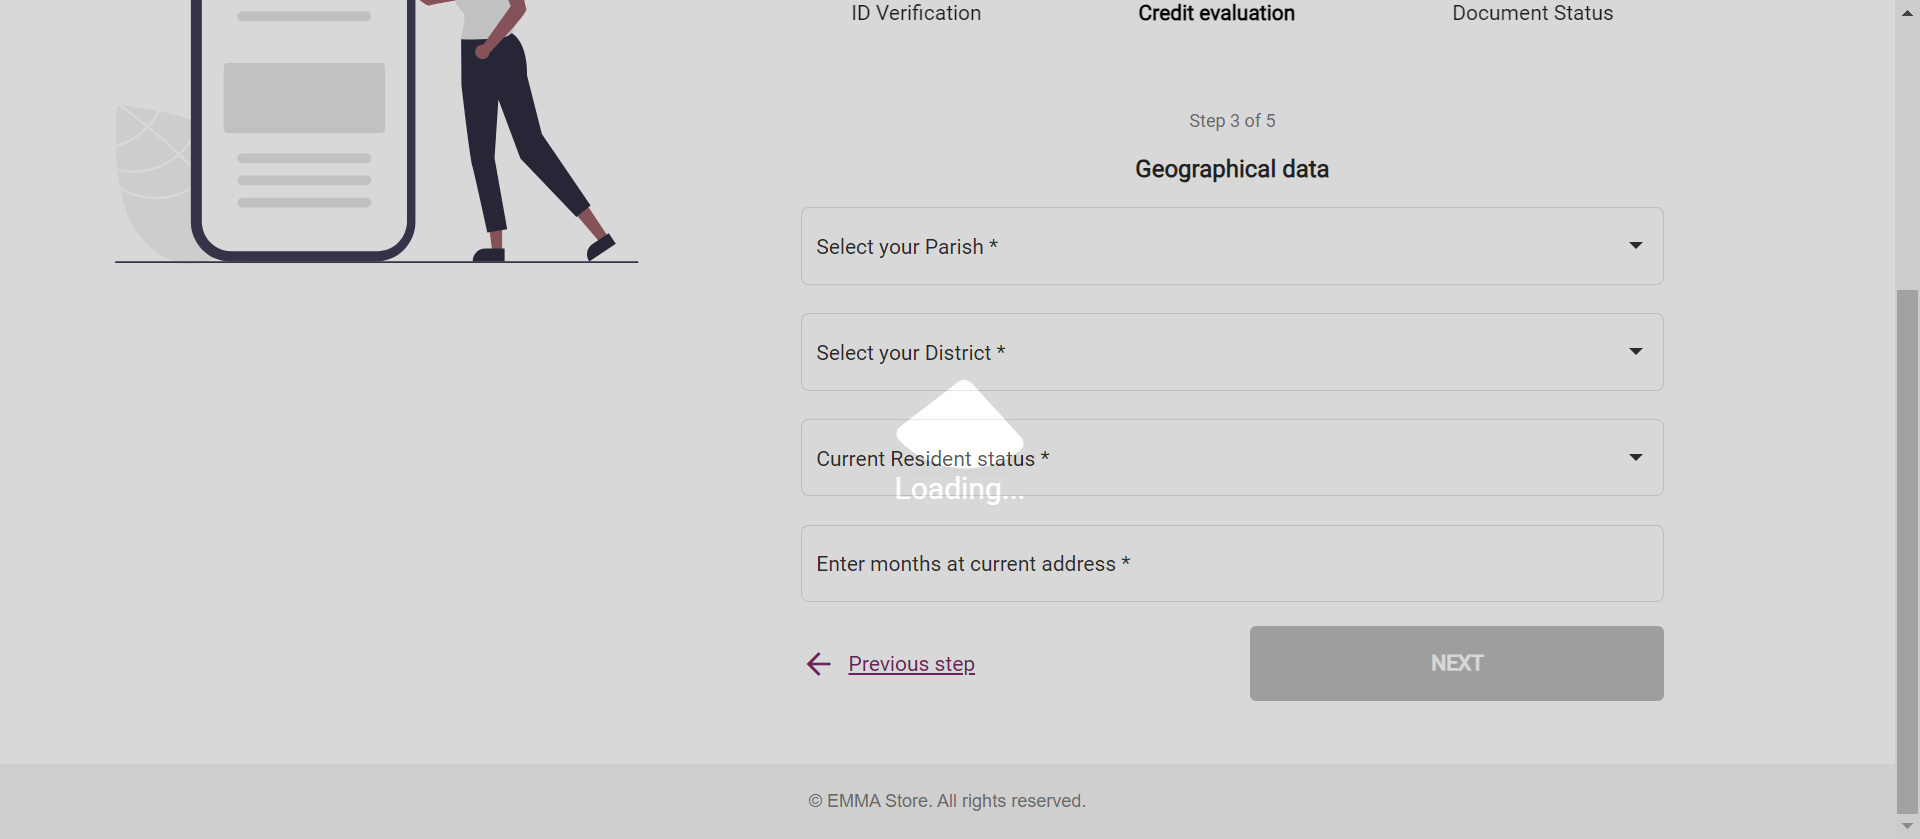 ID Verification
Credit evaluation
Document Status
Step 3 of 5
Geographical data
Select your Parish *
Select your District *
Current Resident status *
Loading...
Enter months at current address *
Previous step
NEXT
© EMMA Store. All rights reserved.